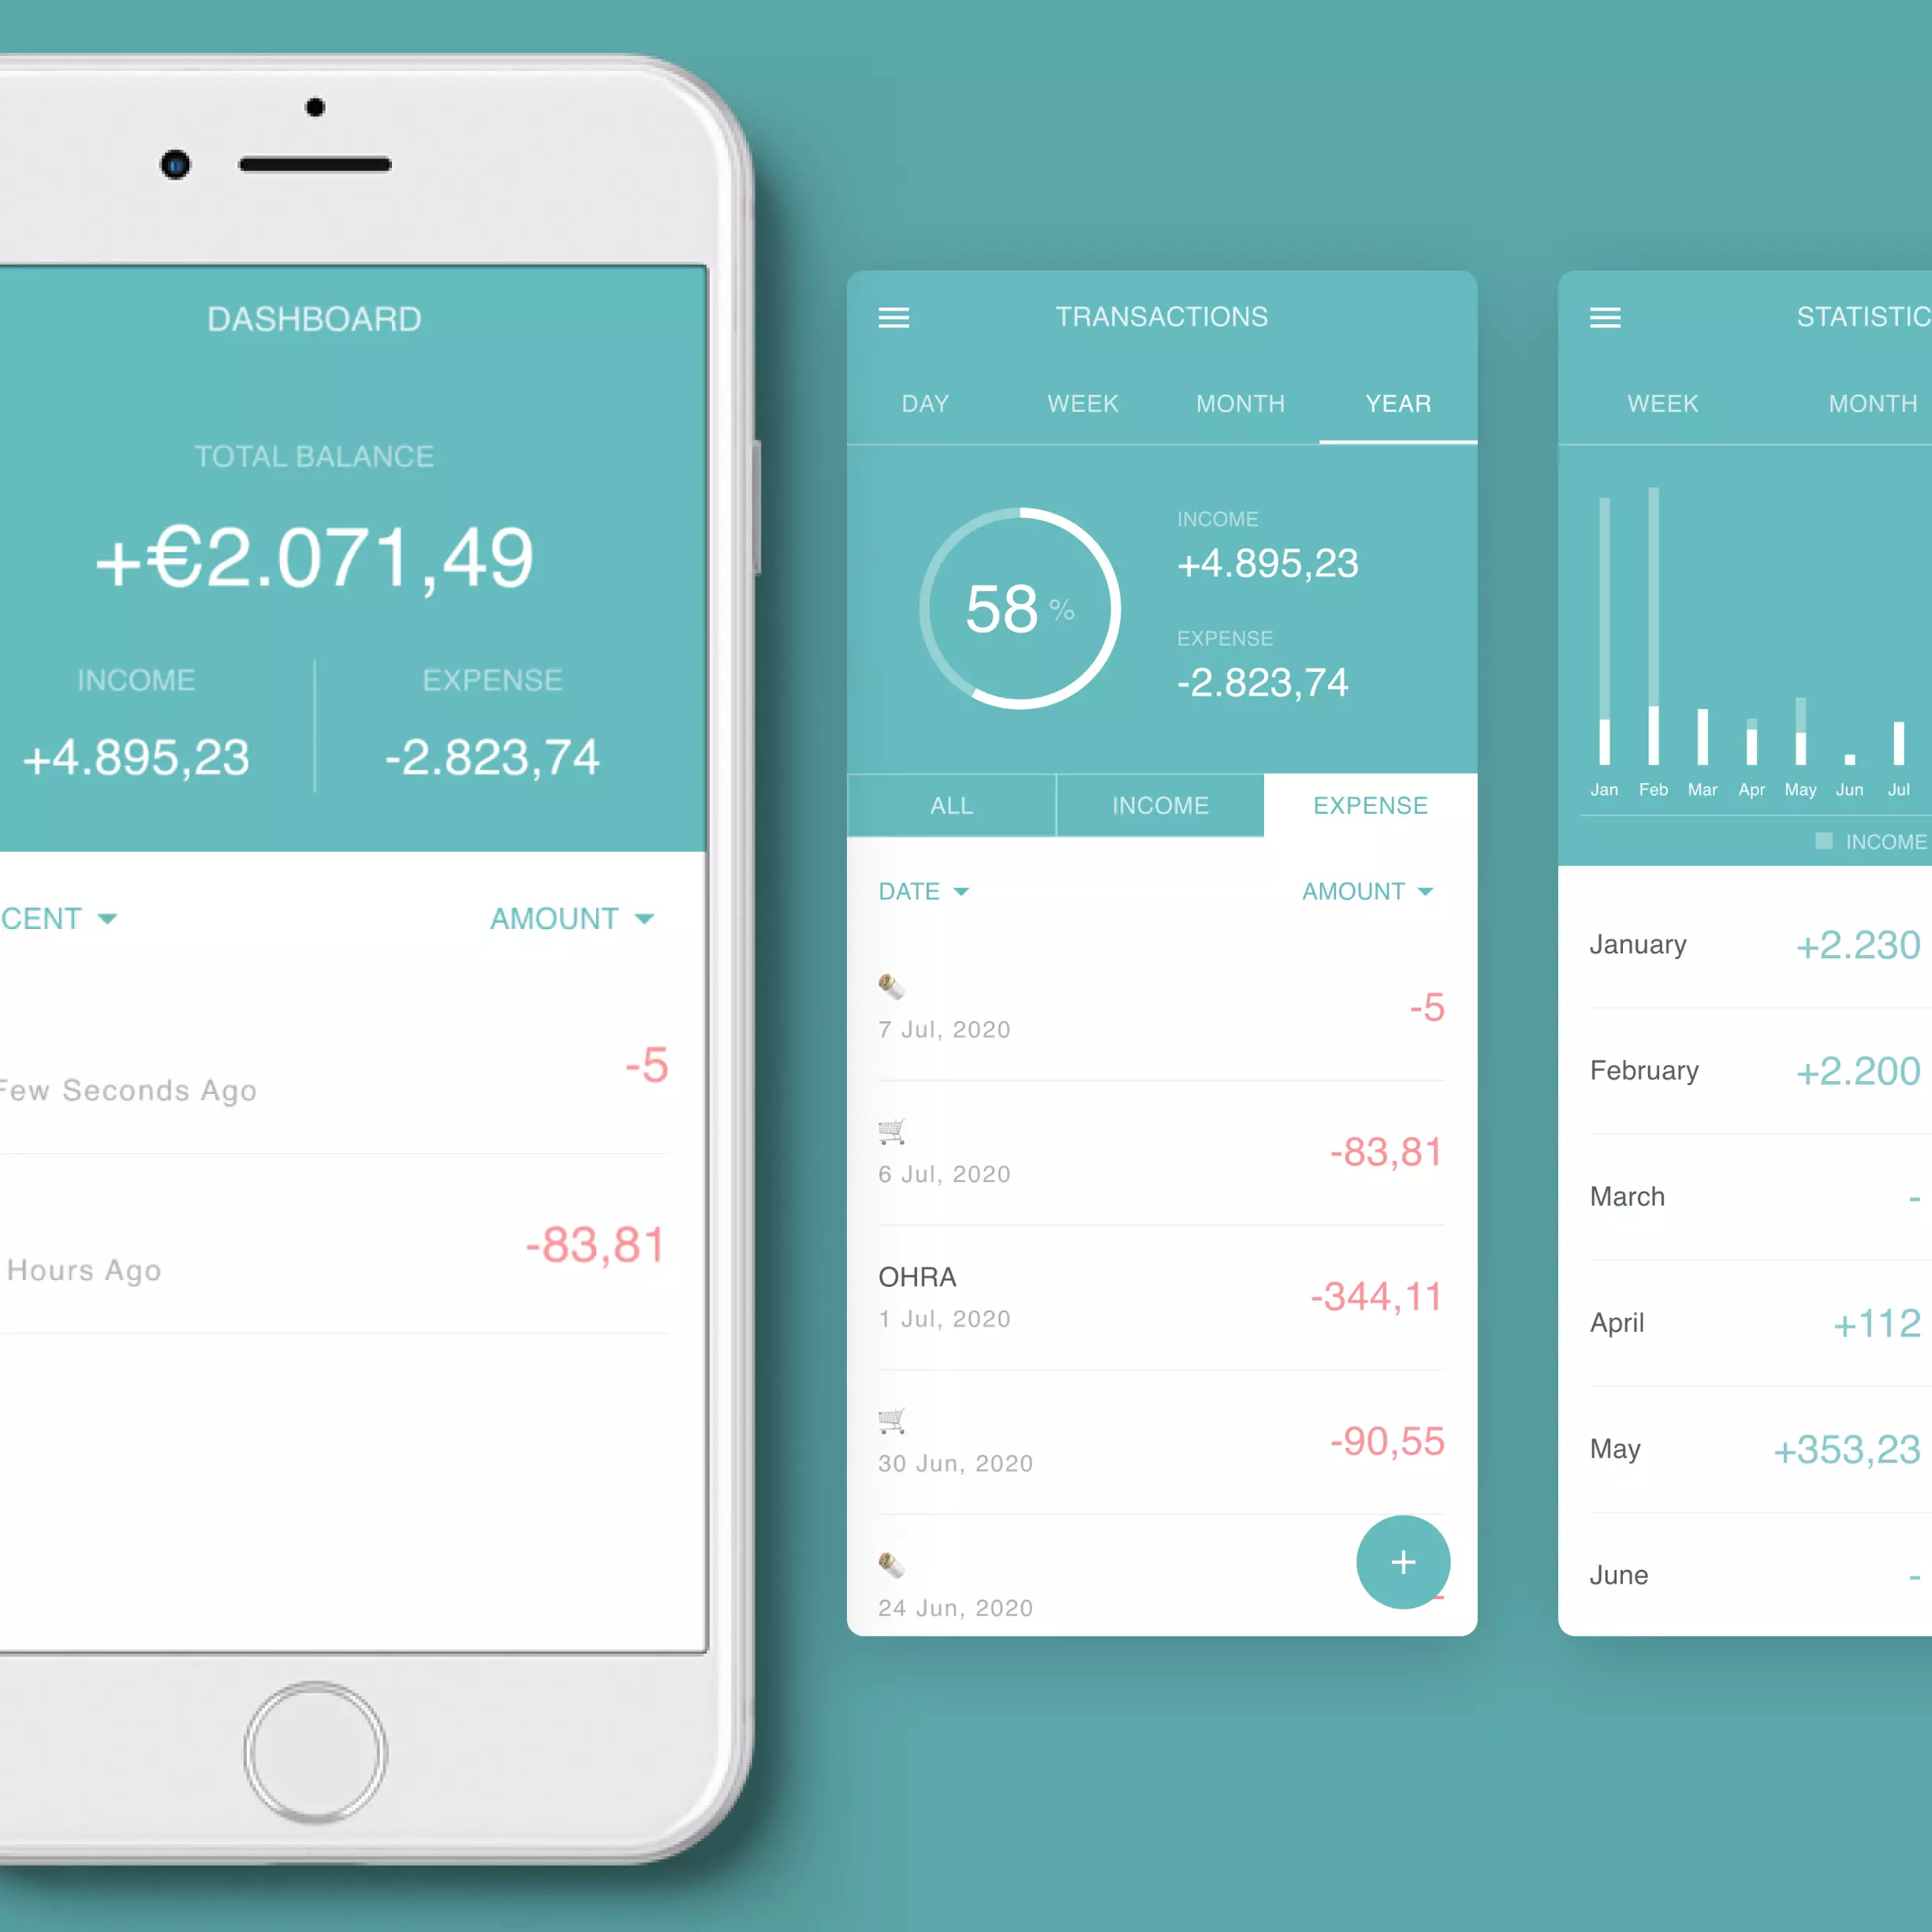 DASHBOARD
TOTAL BALANCE
+€2.071,49
INCOME EXPENSE
+4.895,23 -2.823,74
CENT AMOUNT
-5
Few Seconds Ago
-83,81
Hours Ago
TRANSACTIONS
DAY WEEK MONTH YEAR
58 %
INCOME
+4.895,23
EXPENSE
-2.823,74
ALL INCOME EXPENSE
DATE AMOUNT
-5
7 Jul, 2020
-83,81
6 Jul, 2020
OHRA
-344,11
1 Jul, 2020
-90,55
30 Jun, 2020
+
24 Jun, 2020
STATISTIC
WEEK MONTH
Jan Feb Mar Apr May Jun Jul
INCOME
January +2.230
February +2.200
March -
April +112
May +353,23
June -